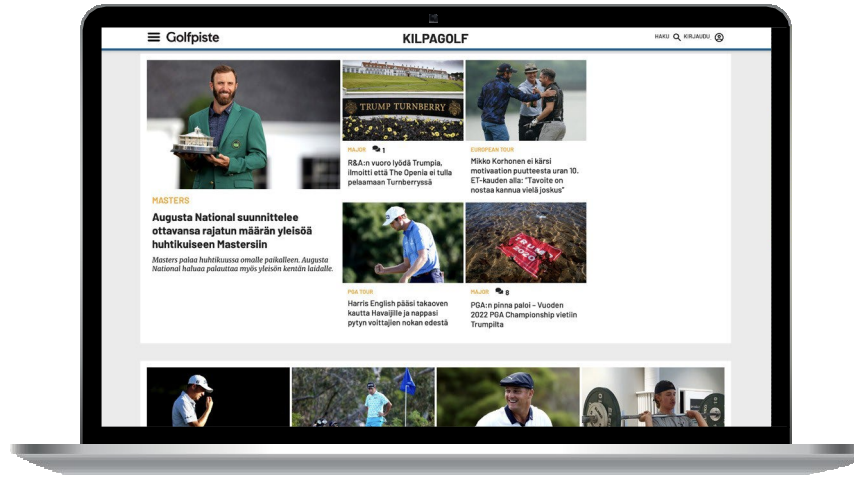 Golfpiste
KILPAGOLF
HAKU
KIRJAUDU
MASTERS
Augusta National suunnittelee
ottavansa rajatun määrän yleisöä
huhtikuiseen Mastersiin
Masters palaa huhtikuussa omalle paikalleen. Augusta
National haluaa palauttaa myös yleisön kentän laidalle.
TRUMP TURNBERRY
MAJOR 1
R&A:n vuoro lyödä Trumpia,
ilmoitti että The Openia ei tulla
pelaamaan Turnberryssä
EUROPEAN TOUR
Mikko Korhonen ei kärsi
motivaation puutteesta uran 10.
ET-kauden alla: "Tavoite on
nostaa kannua vielä joskus"
PGA TOUR
Harris English pääsi takaoven
kautta Havaijille ja nappasi
pytyn voittajien nokan edestä
TRUMP
2020
MAJOR 8
PGA:n pinna paloi – Vuoden
2022 PGA Championship vietiin
Trumpilta